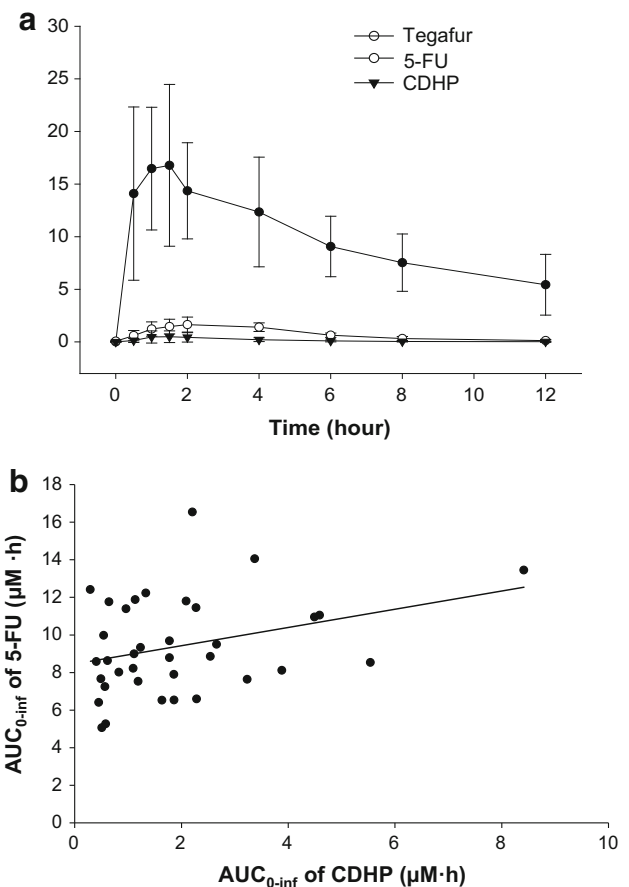 a
30
25
20
15
10
5
0
Tegafur
5-FU
CDHP
0 2 4 6 8 10 12
Time (hour)
b
18
16
14
12
10
8
6
4
2
0
AUC0-inf of 5-FU (µM ·h)
0 2 4 6 8 10
AUC0-inf of CDHP (µM·h)